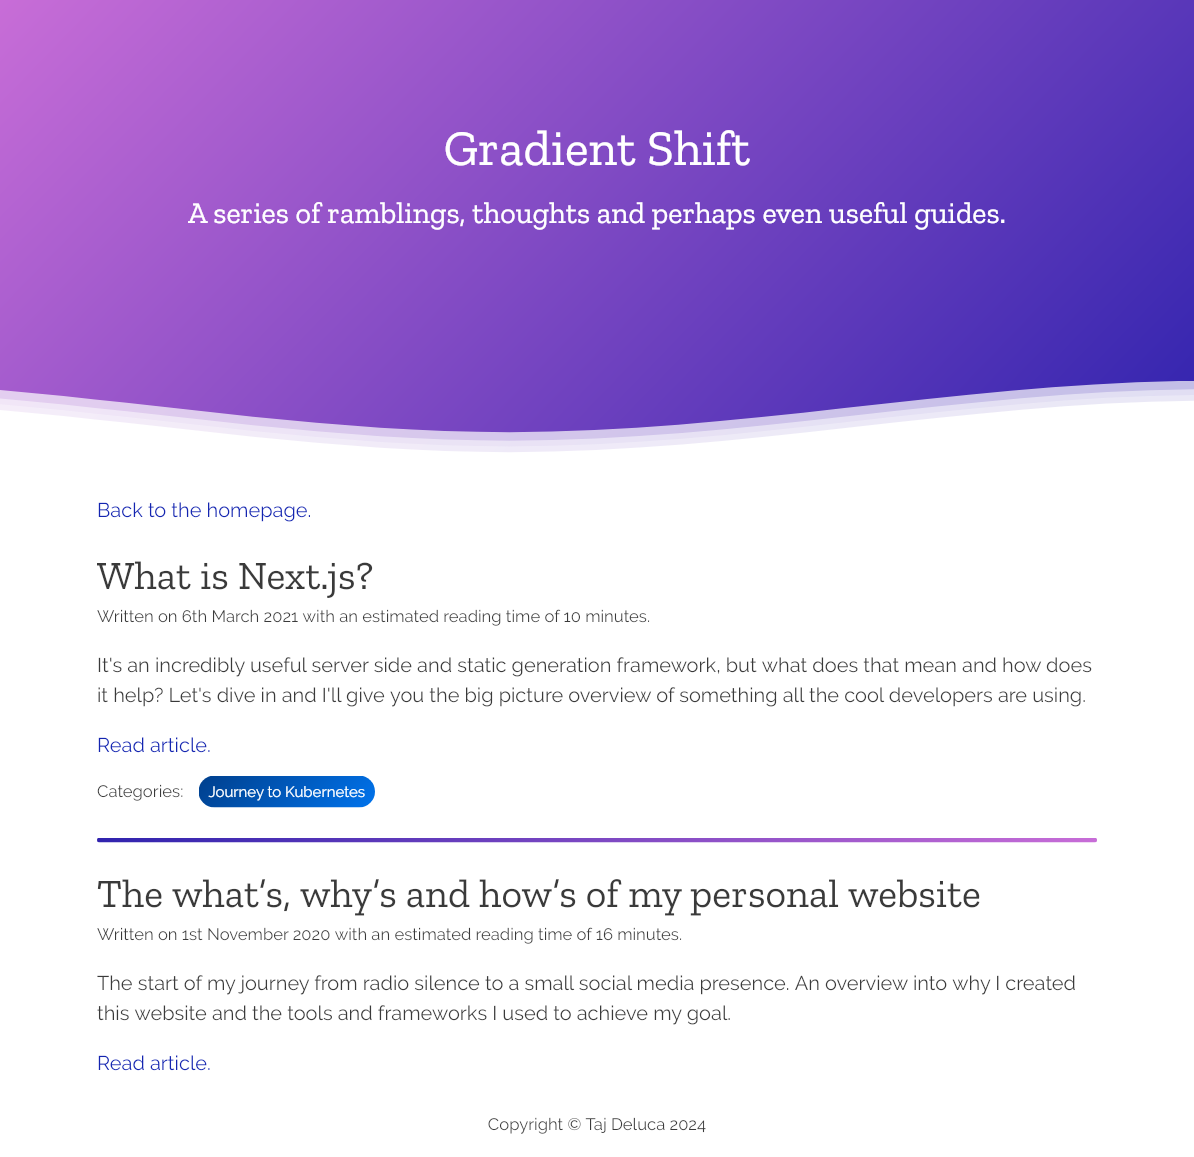 Gradient Shift
A series of ramblings, thoughts and perhaps even useful guides.
Back to the homepage.
What is Next.js?
Written on 6th March 2021 with an estimated reading time of 10 minutes.
It's an incredibly useful server side and static generation framework, but what does that mean and how does
it help? Let's dive in and I'll give you the big picture overview of something all the cool developers are using.
Read article.
Categories: Journey to Kubernetes
The what’s, why’s and how’s of my personal website
Written on 1st November 2020 with an estimated reading time of 16 minutes.
The start of my journey from radio silence to a small social media presence. An overview into why I created
this website and the tools and frameworks I used to achieve my goal.
Read article.
Copyright © Taj Deluca 2024